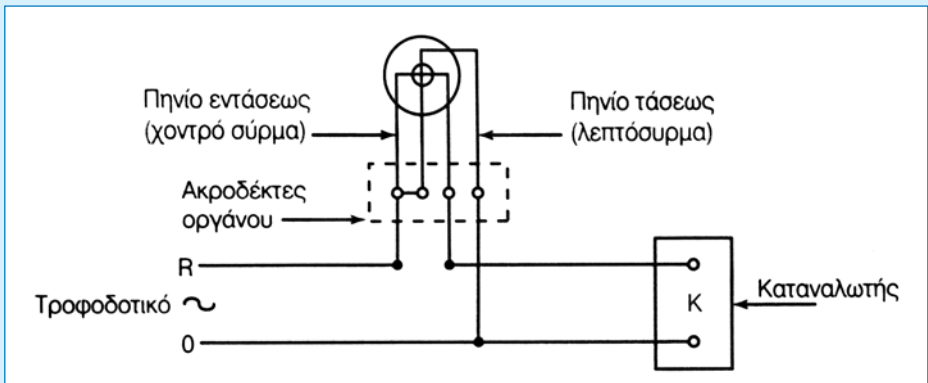 Πηνίο εντάσεως
(χοντρό σύρμα)
Πηνίο τάσεως
(λεπτόσυρμα)
Ακροδέκτες
οργάνου
R
Τροφοδοτικό
0
K
Καταναλωτής